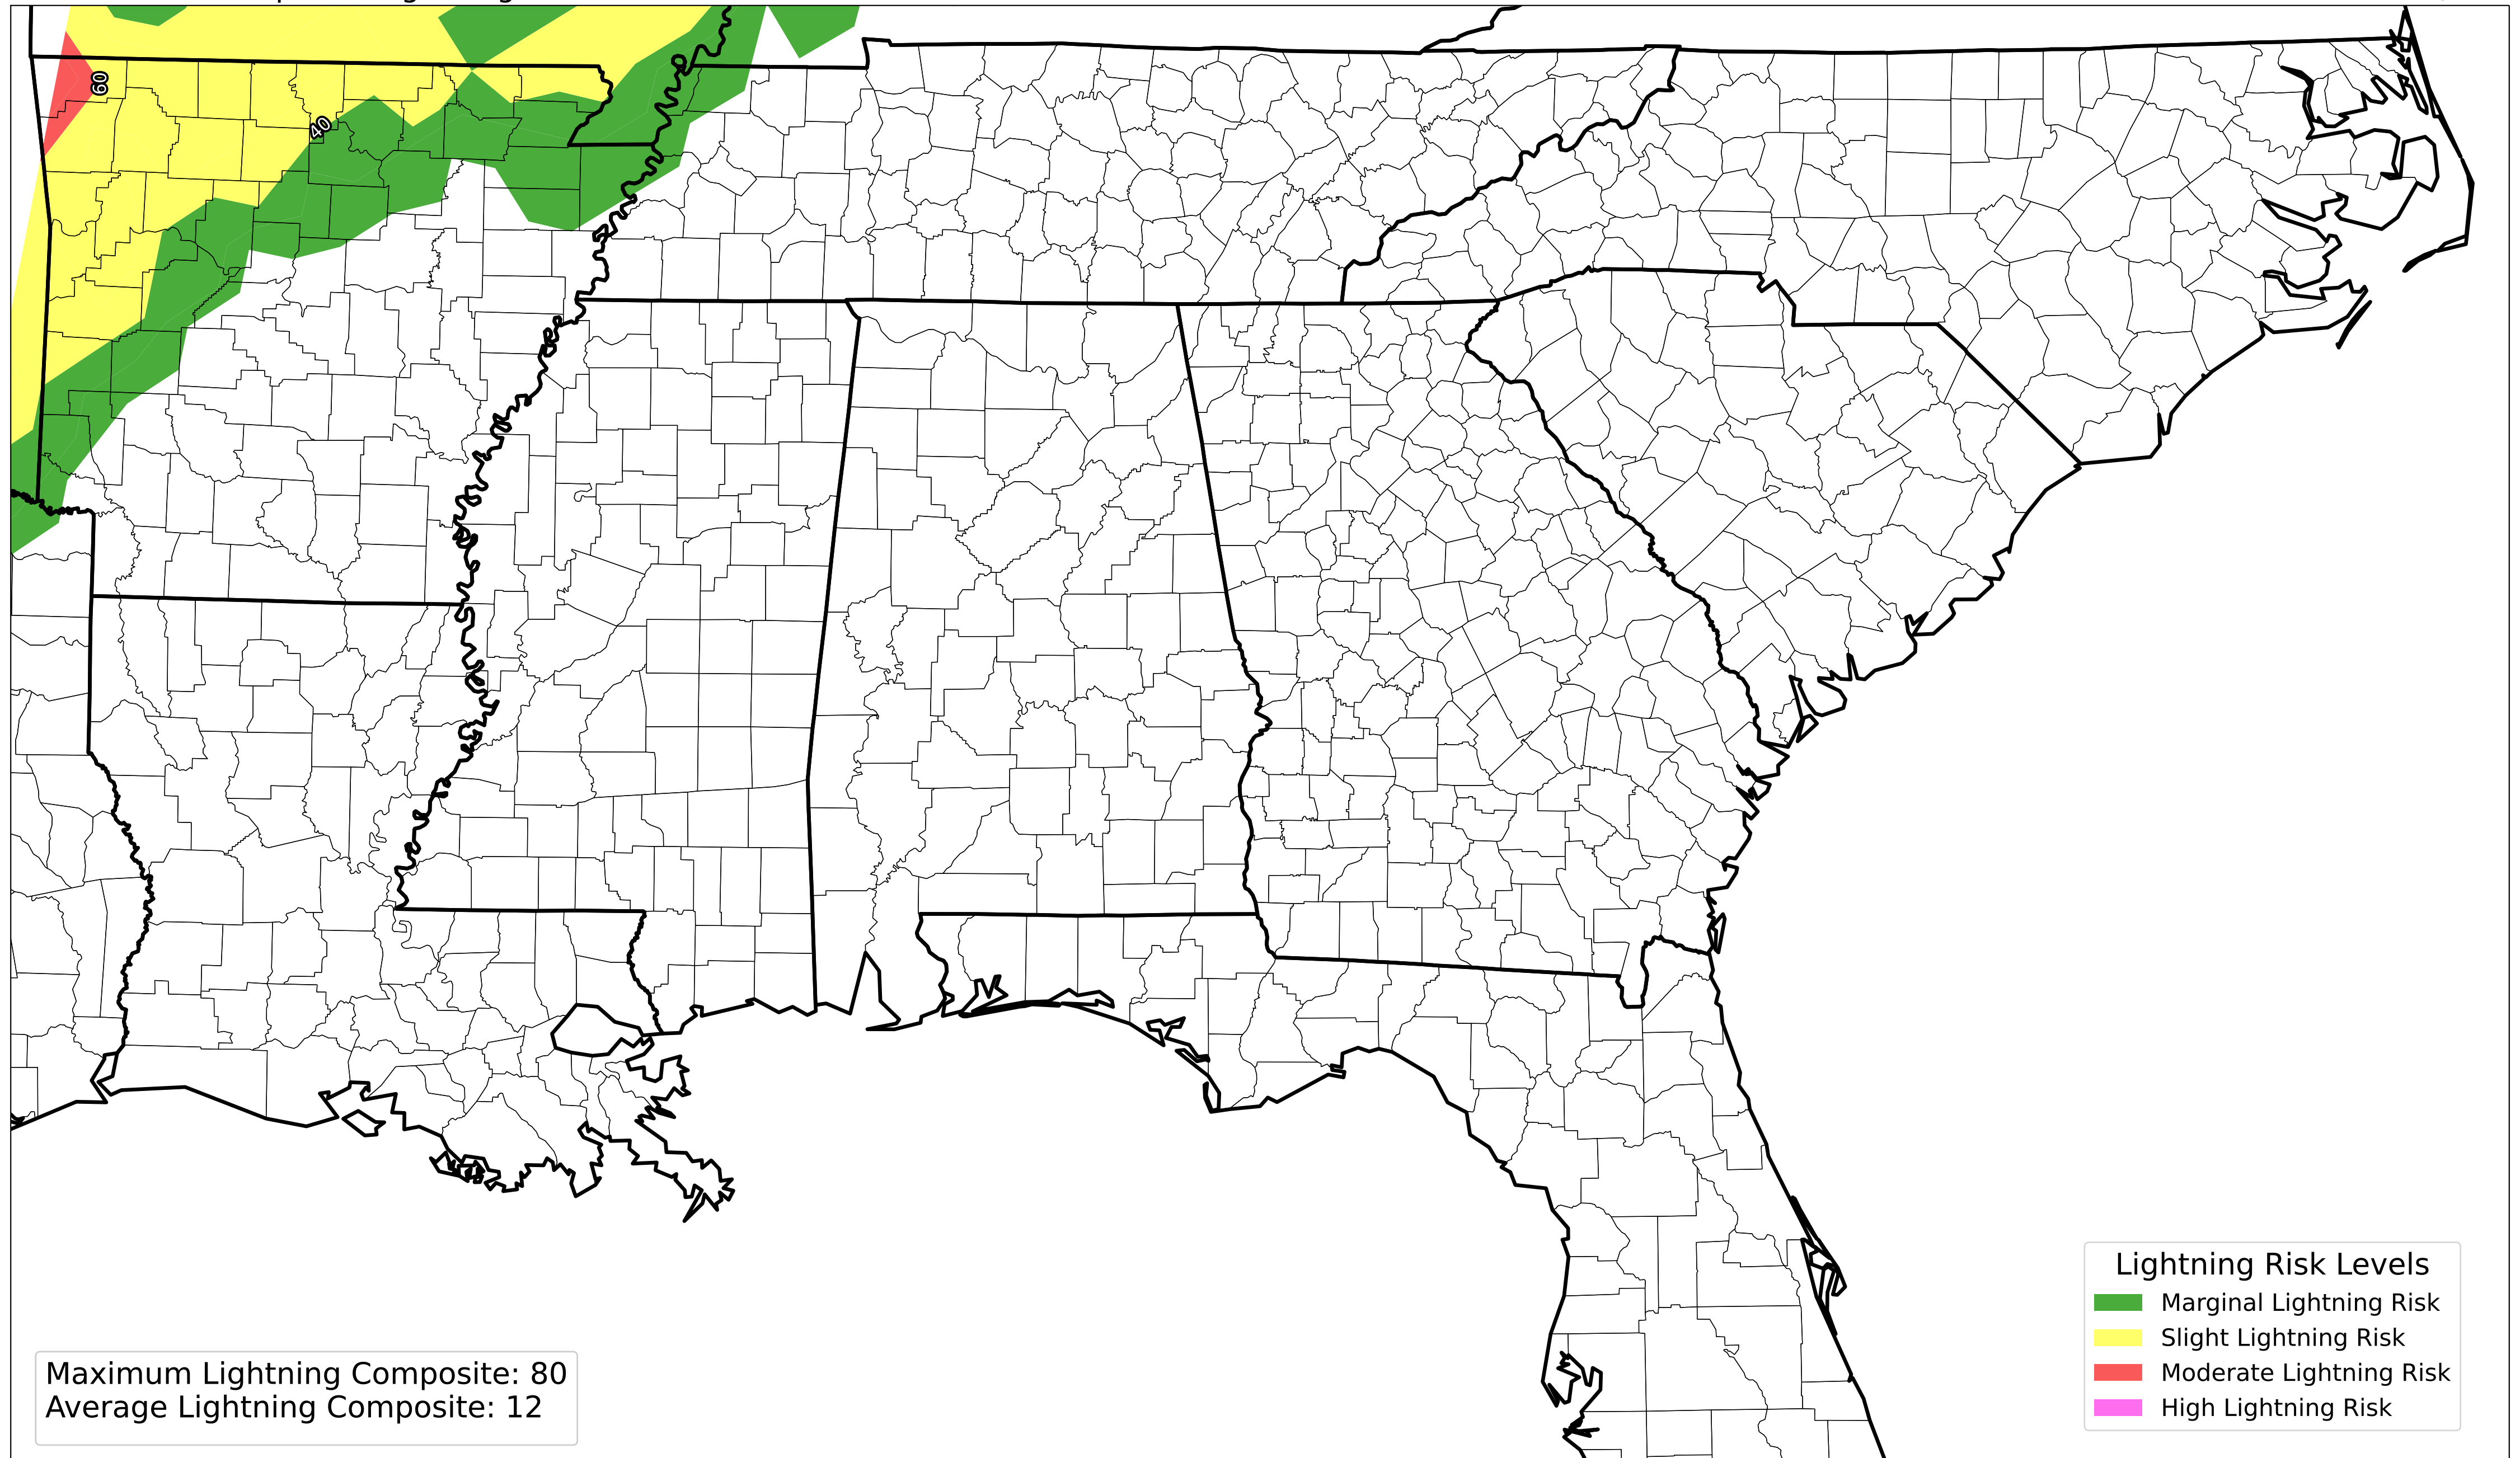 60
40
Lightning Risk Levels
Marginal Lightning Risk
Slight Lightning Risk
Moderate Lightning Risk
High Lightning Risk
Maximum Lightning Composite: 80
Average Lightning Composite: 12